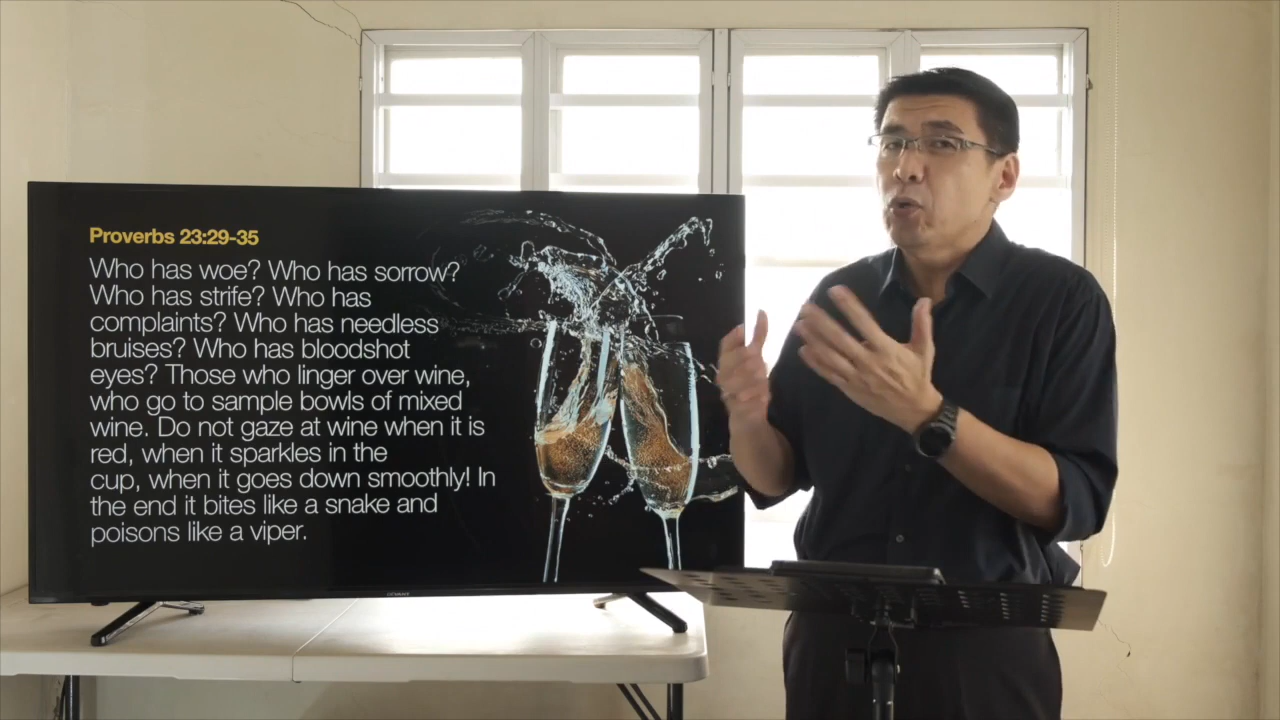 Proverbs 23:29-35
Who has woe? Who has sorrow?
Who has strife? Who has
complaints? Who has needless
bruises? Who has bloodshot
eyes? Those who linger over wine,
who go to sample bowls of mixed
wine. Do not gaze at wine when it is
red, when it sparkles in the
cup, when it goes down smoothly! In
the end it bites like a snake and
poisons like a viper.